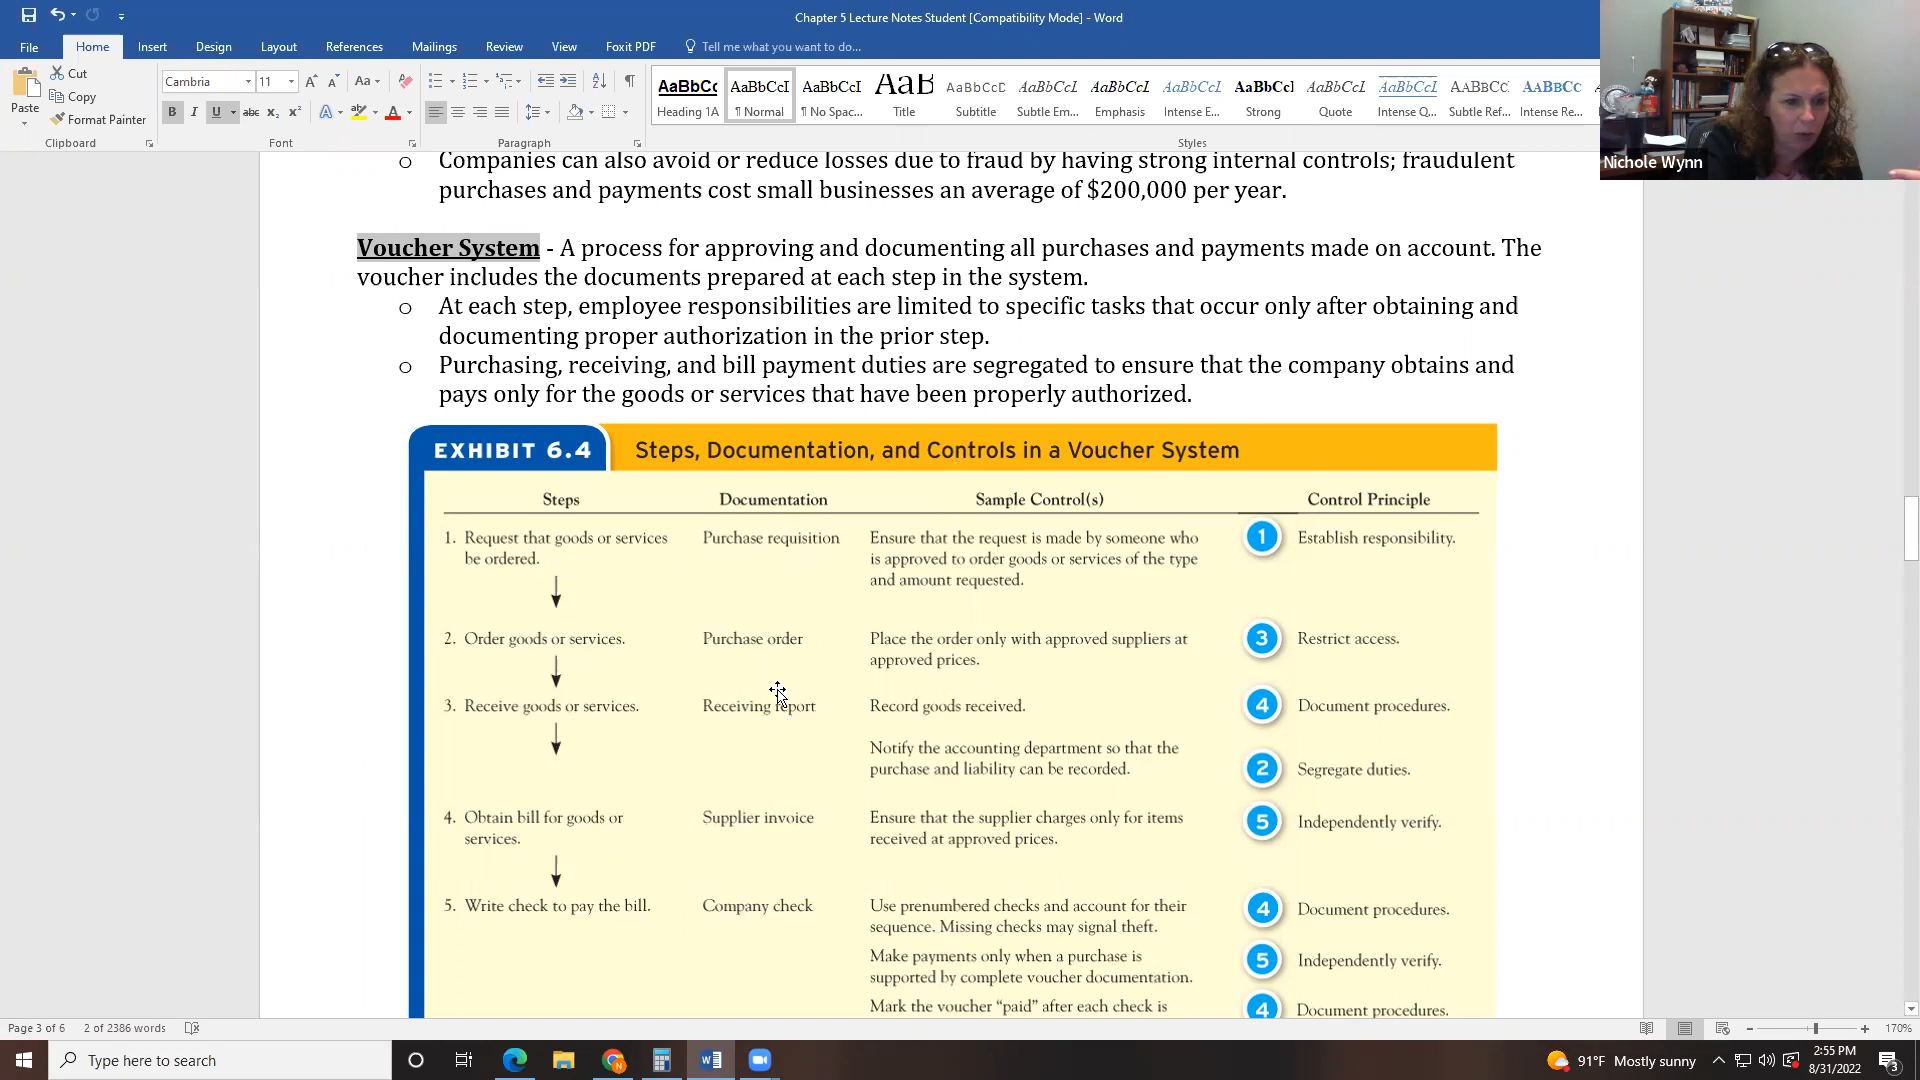 Chapter 5 Lecture Notes Student [Compatibility Mode] - Word
File Home Insert Design Layout References Mailings Review View Foxit PDF Tell me what you want to do...
Paste
Cut
Copy
Format Painter
Clipboard
Cambria 11
Font
Paragraph
AaBbCc AaBbCcI AaBbCcI AaB AaBbCcD AaBbCcI AaBbCcI AaBbCcI AaBbCcI AaBbCcI AaBbCcI AABBCC AABBCC
Heading 1A ¶ Normal ¶ No Spac... Title Subtitle Subtle Em... Emphasis Intense E... Strong Quote Intense Q... Subtle Ref... Intense Re...
Styles
Nichole Wynn
o Companies can also avoid or reduce losses due to fraud by having strong internal controls; fraudulent
purchases and payments cost small businesses an average of $200,000 per year.
Voucher System - A process for approving and documenting all purchases and payments made on account. The
voucher includes the documents prepared at each step in the system.
o At each step, employee responsibilities are limited to specific tasks that occur only after obtaining and
documenting proper authorization in the prior step.
o Purchasing, receiving, and bill payment duties are segregated to ensure that the company obtains and
pays only for the goods or services that have been properly authorized.
EXHIBIT 6.4 Steps, Documentation, and Controls in a Voucher System
Steps Documentation Sample Control(s) Control Principle
1. Request that goods or services Purchase requisition Ensure that the request is made by someone who 1 Establish responsibility.
be ordered. is approved to order goods or services of the type
and amount requested.
2. Order goods or services. Purchase order Place the order only with approved suppliers at 3 Restrict access.
approved prices.
3. Receive goods or services. Receiving report Record goods received. 4 Document procedures.
Notify the accounting department so that the
purchase and liability can be recorded. 2 Segregate duties.
4. Obtain bill for goods or Supplier invoice Ensure that the supplier charges only for items 5 Independently verify.
services. received at approved prices.
5. Write check to pay the bill. Company check Use prenumbered checks and account for their 4 Document procedures.
sequence. Missing checks may signal theft.
Make payments only when a purchase is 5 Independently verify.
supported by complete voucher documentation.
Mark the voucher “paid” after each check is 4 Document procedures.
Page 3 of 6 2 of 2386 words 170%
Type here to search
91°F Mostly sunny
2:55 PM
8/31/2022
3